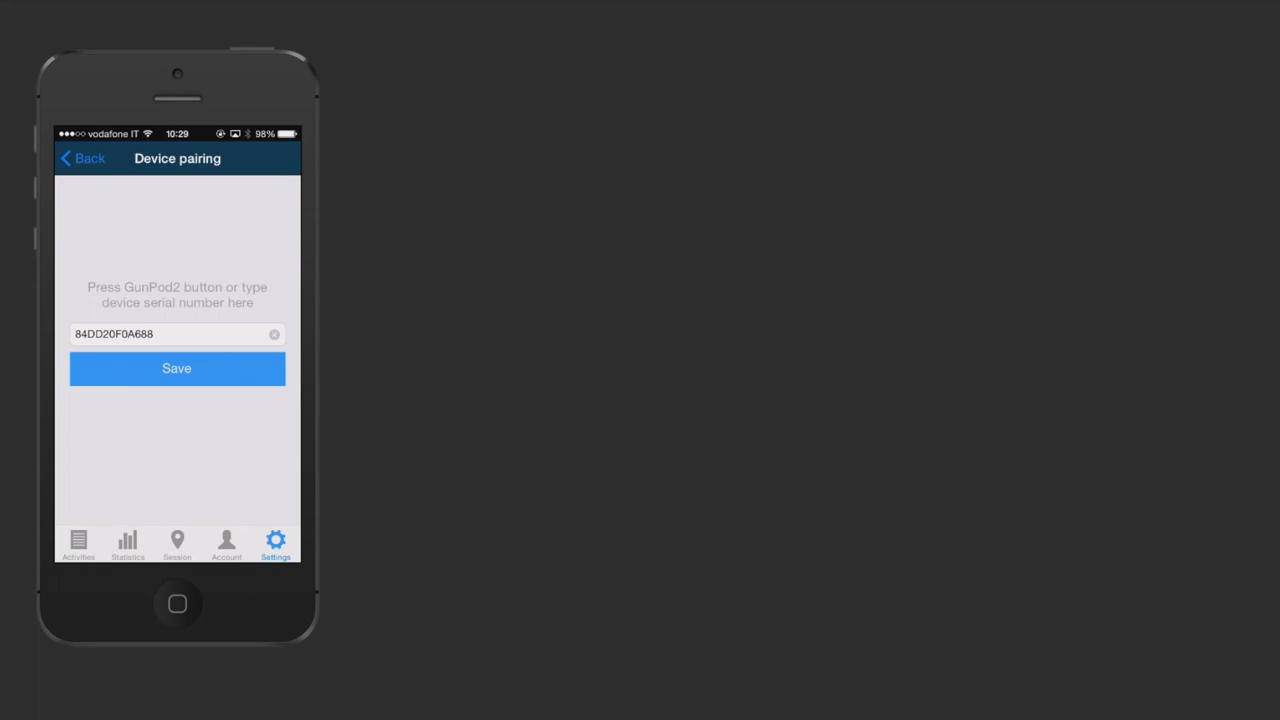 vodafone IT 10:29 98%
Back Device pairing
Press GunPod2 button or type
device serial number here
84DD20F0A688
Save
Activities Statistics Session Account Settings